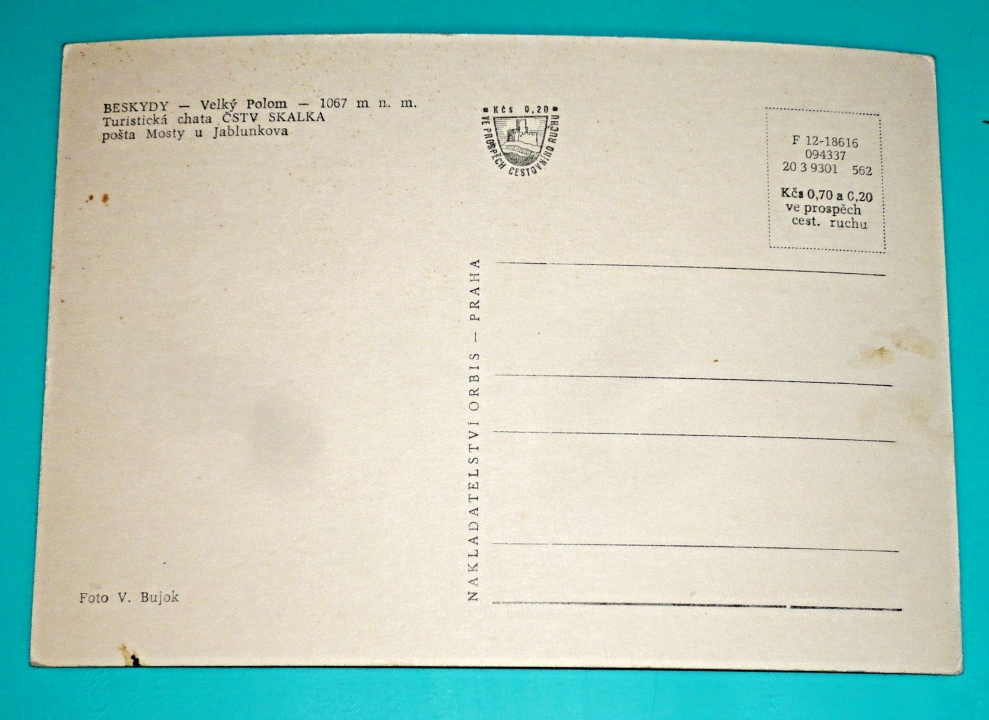 BESKYDY — Velký Polom — 1067 m n. m.
Turistická chata ČSTV SKALKA
pošta Mosty u Jablunkova
Kčs 0,20
VE PROSPĚCH CESTOVNÍHO RUCHU
F 12-18616
094337
20 3 9301 562
Kčs 0,70 a 0,20
ve prospěch
cest. ruchu
NAKLADATELSTVÍ ORBIS — PRAHA
Foto V. Bujok